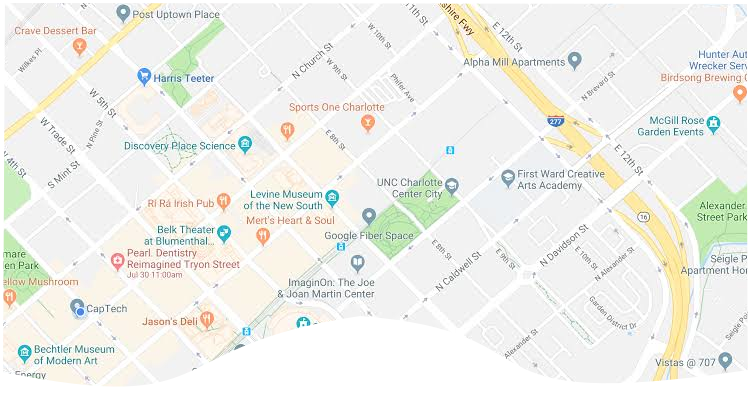 Post Uptown Place
Crave Dessert Bar
Wilkes Pl
W 11th St
shire Fwy
E 12th St
W 10th St
N Church St
Alpha Mill Apartments
Hunter Aut
Wrecker Serv
Birdsong Brewing C
Harris Teeter
W 9th St
Phifer Ave
N Brevard St
W 5th St
Sports One Charlotte
W Trade St
N Pine St
277
McGill Rose
Garden Events
E 8th St
Discovery Place Science
W 4th St
S Mint St
E 12th St
First Ward Creative
Arts Academy
UNC Charlotte
Center City
Levine Museum
of the New South
Rí Rá Irish Pub
Alexander
Street Park
16
Mert's Heart & Soul
Belk Theater
at Blumenthal...
Google Fiber Space
N Davidson St
mare
en Park
Pearl. Dentistry
Reimagined Tryon Street
Jul 30 11:00am
E 9th St
E 10th St
N Alexander St
N Caldwell St
Seigle P
Apartment Hom
ellow Mushroom
ImaginOn: The Joe
& Joan Martin Center
CapTech
Garden District Dr
Jason's Deli
Seigle Po
Alexander St
Bechtler Museum
of Modern Art
Vistas @ 707
Energy